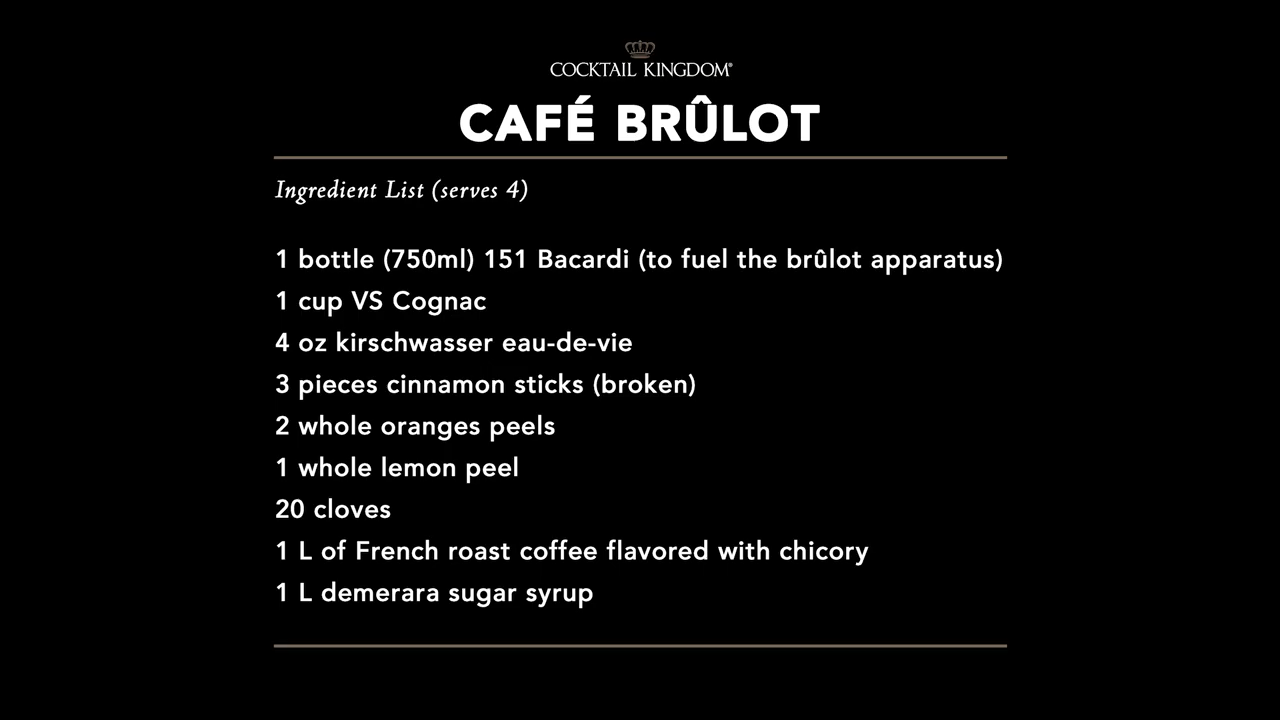 COCKTAIL KINGDOM®
CAFÉ BRÛLOT
Ingredient List (serves 4)
1 bottle (750ml) 151 Bacardi (to fuel the brûlot apparatus)
1 cup VS Cognac
4 oz kirschwasser eau-de-vie
3 pieces cinnamon sticks (broken)
2 whole oranges peels
1 whole lemon peel
20 cloves
1 L of French roast coffee flavored with chicory
1 L demerara sugar syrup